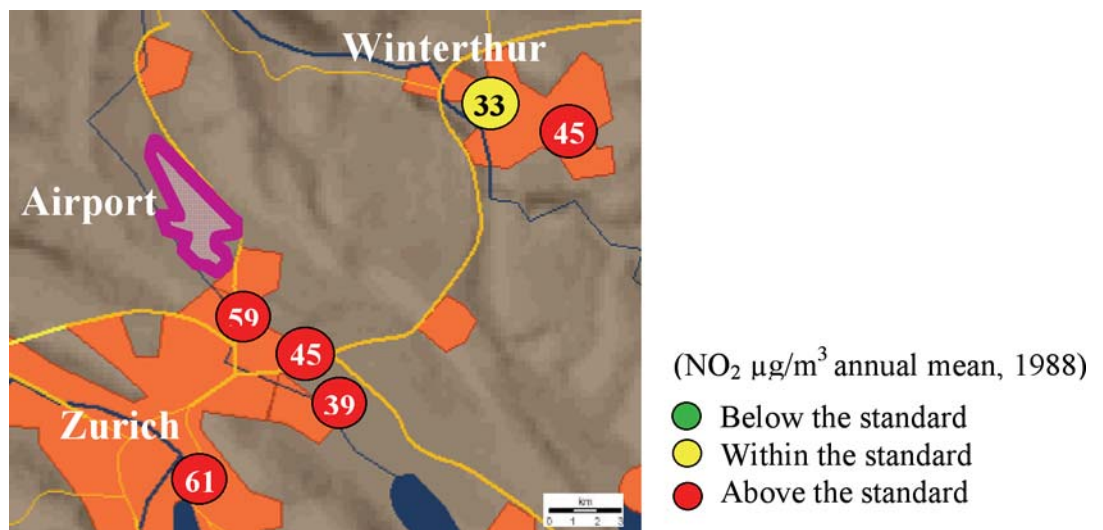 Winterthur
33
45
Airport
59
45
39
Zurich
61
km
0 1 2 3
(NO₂ µg/m³ annual mean, 1988)
Below the standard
Within the standard
Above the standard